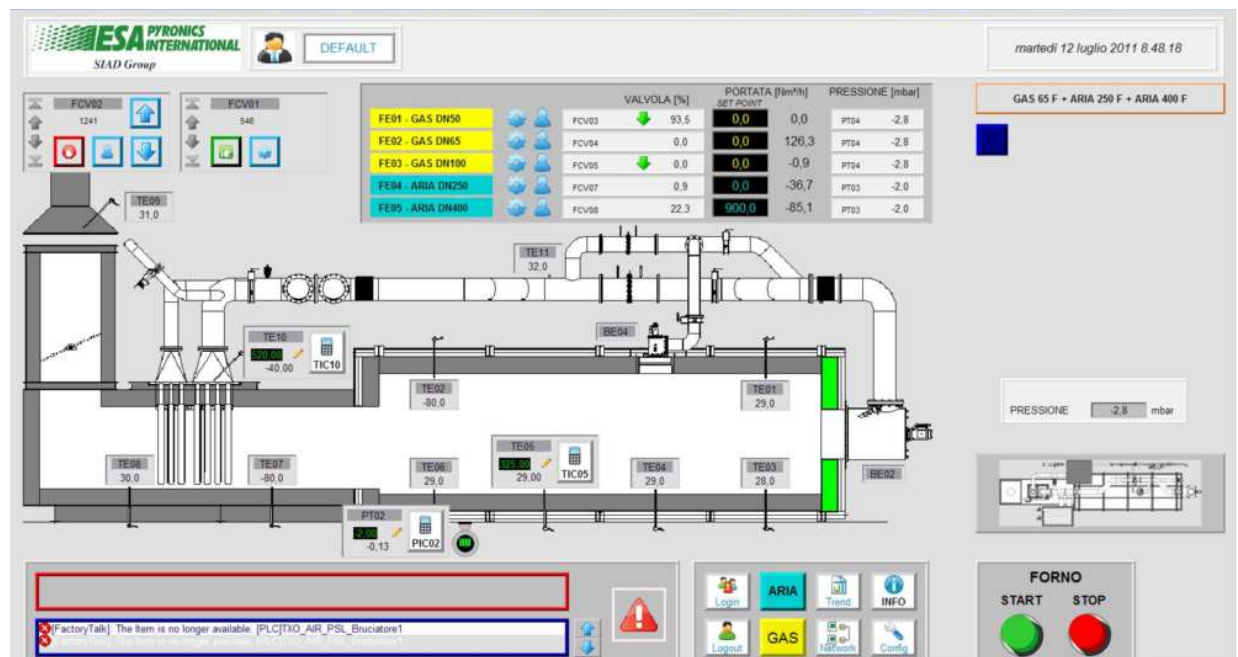 ESA PYRONICS INTERNATIONAL
SIAD Group
DEFAULT
martedì 12 luglio 2011 8.48.18
FCV02
1241
FCV01
546
GAS 65 F + ARIA 250 F + ARIA 400 F
VALVOLA [%] PORTATA [Nm³/h] PRESSIONE [mbar]
SET POINT
FE01 - GAS DN50 FCV03 93,5 0,0 0,0 PT04 -2,8
FE02 - GAS DN65 FCV04 0,0 0,0 126,3 PT04 -2,8
FE03 - GAS DN100 FCV05 0,0 0,0 -0,9 PT04 -2,8
FE04 - ARIA DN250 FCV07 0,9 0,0 -36,7 PT03 -2,0
FE05 - ARIA DN400 FCV08 22,3 900,0 -85,1 PT03 -2,0
TE09
31,0
TE11
32,0
TE10
520,00
-40,00
TIC10
BE04
TE02
-80,0
TE01
29,0
PRESSIONE -2,8 mbar
TE08
30,0
TE07
-80,0
TE06
29,0
TE05
325,00
29,00
TIC05
TE04
29,0
TE03
28,0
BE02
PT02
-2,00
-0,13
PIC02
[FactoryTalk]: The Item is no longer available: [PLC]TXO_AIR_PSL_Bruciatore1
Login
ARIA
Trend
INFO
Logout
GAS
Network
Config
FORNO
START STOP